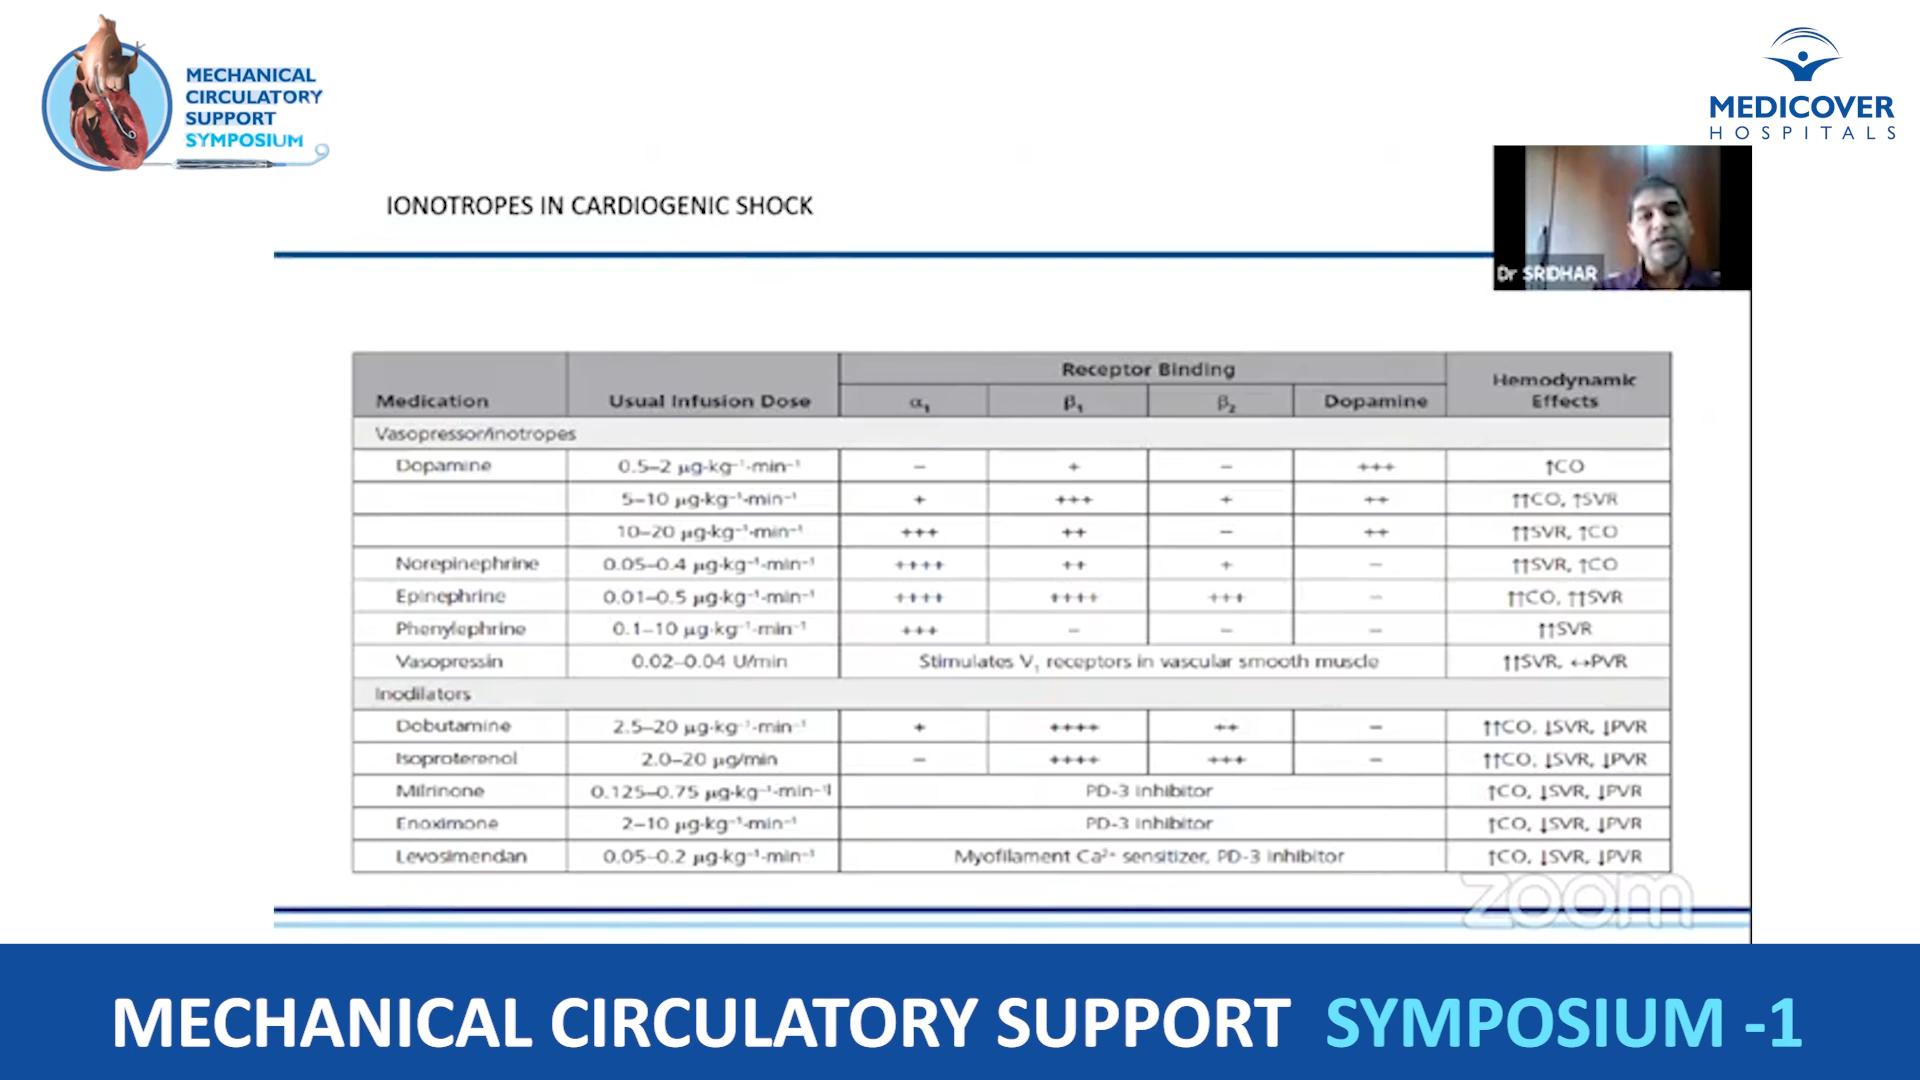 MECHANICAL
CIRCULATORY
SUPPORT
SYMPOSIUM
MEDICOVER
HOSPITALS
IONOTROPES IN CARDIOGENIC SHOCK
Dr SRIDHAR
Medication Usual Infusion Dose Receptor Binding Hemodynamic Effects
α₁ β₁ β₂ Dopamine
Vasopressor/inotropes
Dopamine 0.5–2 µg·kg⁻¹·min⁻¹ − + − +++ ↑CO
5–10 µg·kg⁻¹·min⁻¹ + +++ + ++ ↑↑CO, ↑SVR
10–20 µg·kg⁻¹·min⁻¹ +++ ++ − ++ ↑↑SVR, ↑CO
Norepinephrine 0.05–0.4 µg·kg⁻¹·min⁻¹ ++++ ++ + − ↑↑SVR, ↑CO
Epinephrine 0.01–0.5 µg·kg⁻¹·min⁻¹ ++++ ++++ +++ − ↑↑CO, ↑↑SVR
Phenylephrine 0.1–10 µg·kg⁻¹·min⁻¹ +++ − − − ↑↑SVR
Vasopressin 0.02–0.04 U/min Stimulates V₁ receptors in vascular smooth muscle ↑↑SVR, ↔PVR
Inodilators
Dobutamine 2.5–20 µg·kg⁻¹·min⁻¹ + ++++ ++ − ↑↑CO, ↓SVR, ↓PVR
Isoproterenol 2.0–20 µg/min − ++++ +++ − ↑↑CO, ↓SVR, ↓PVR
Milrinone 0.125–0.75 µg·kg⁻¹·min⁻¹ PD-3 inhibitor ↑CO, ↓SVR, ↓PVR
Enoximone 2–10 µg·kg⁻¹·min⁻¹ PD-3 inhibitor ↑CO, ↓SVR, ↓PVR
Levosimendan 0.05–0.2 µg·kg⁻¹·min⁻¹ Myofilament Ca²⁺ sensitizer, PD-3 inhibitor ↑CO, ↓SVR, ↓PVR
zoom
MECHANICAL CIRCULATORY SUPPORT SYMPOSIUM -1